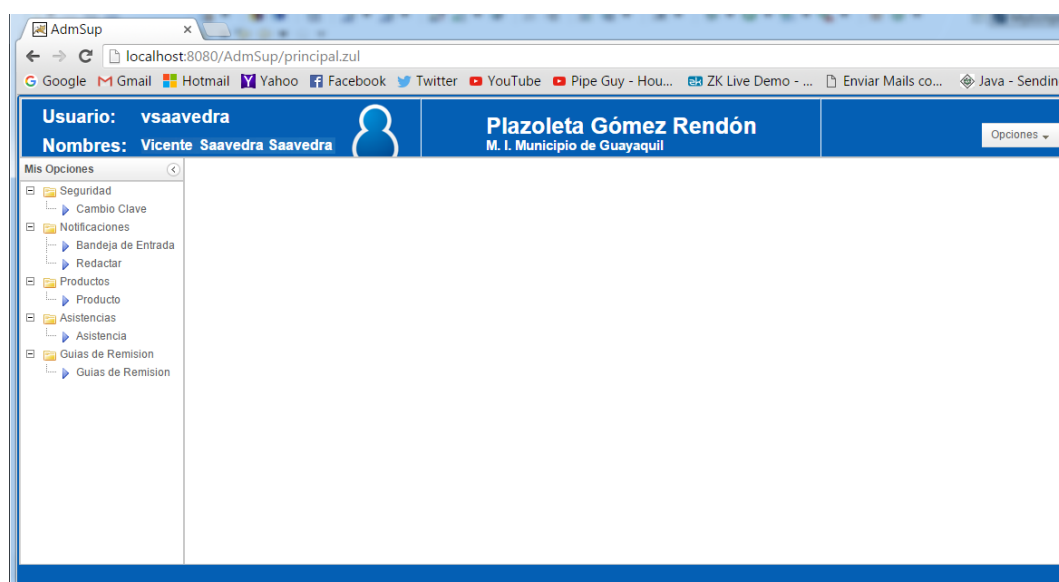 AdmSup
localhost:8080/AdmSup/principal.zul
Google Gmail Hotmail Yahoo Facebook Twitter YouTube Pipe Guy - Hou... ZK Live Demo - ... Enviar Mails co... Java - Sendin
Usuario: vsaavedra
Nombres: Vicente Saavedra Saavedra
Plazoleta Gómez Rendón
M. I. Municipio de Guayaquil
Opciones
Mis Opciones
Seguridad
Cambio Clave
Notificaciones
Bandeja de Entrada
Redactar
Productos
Producto
Asistencias
Asistencia
Guias de Remision
Guias de Remision